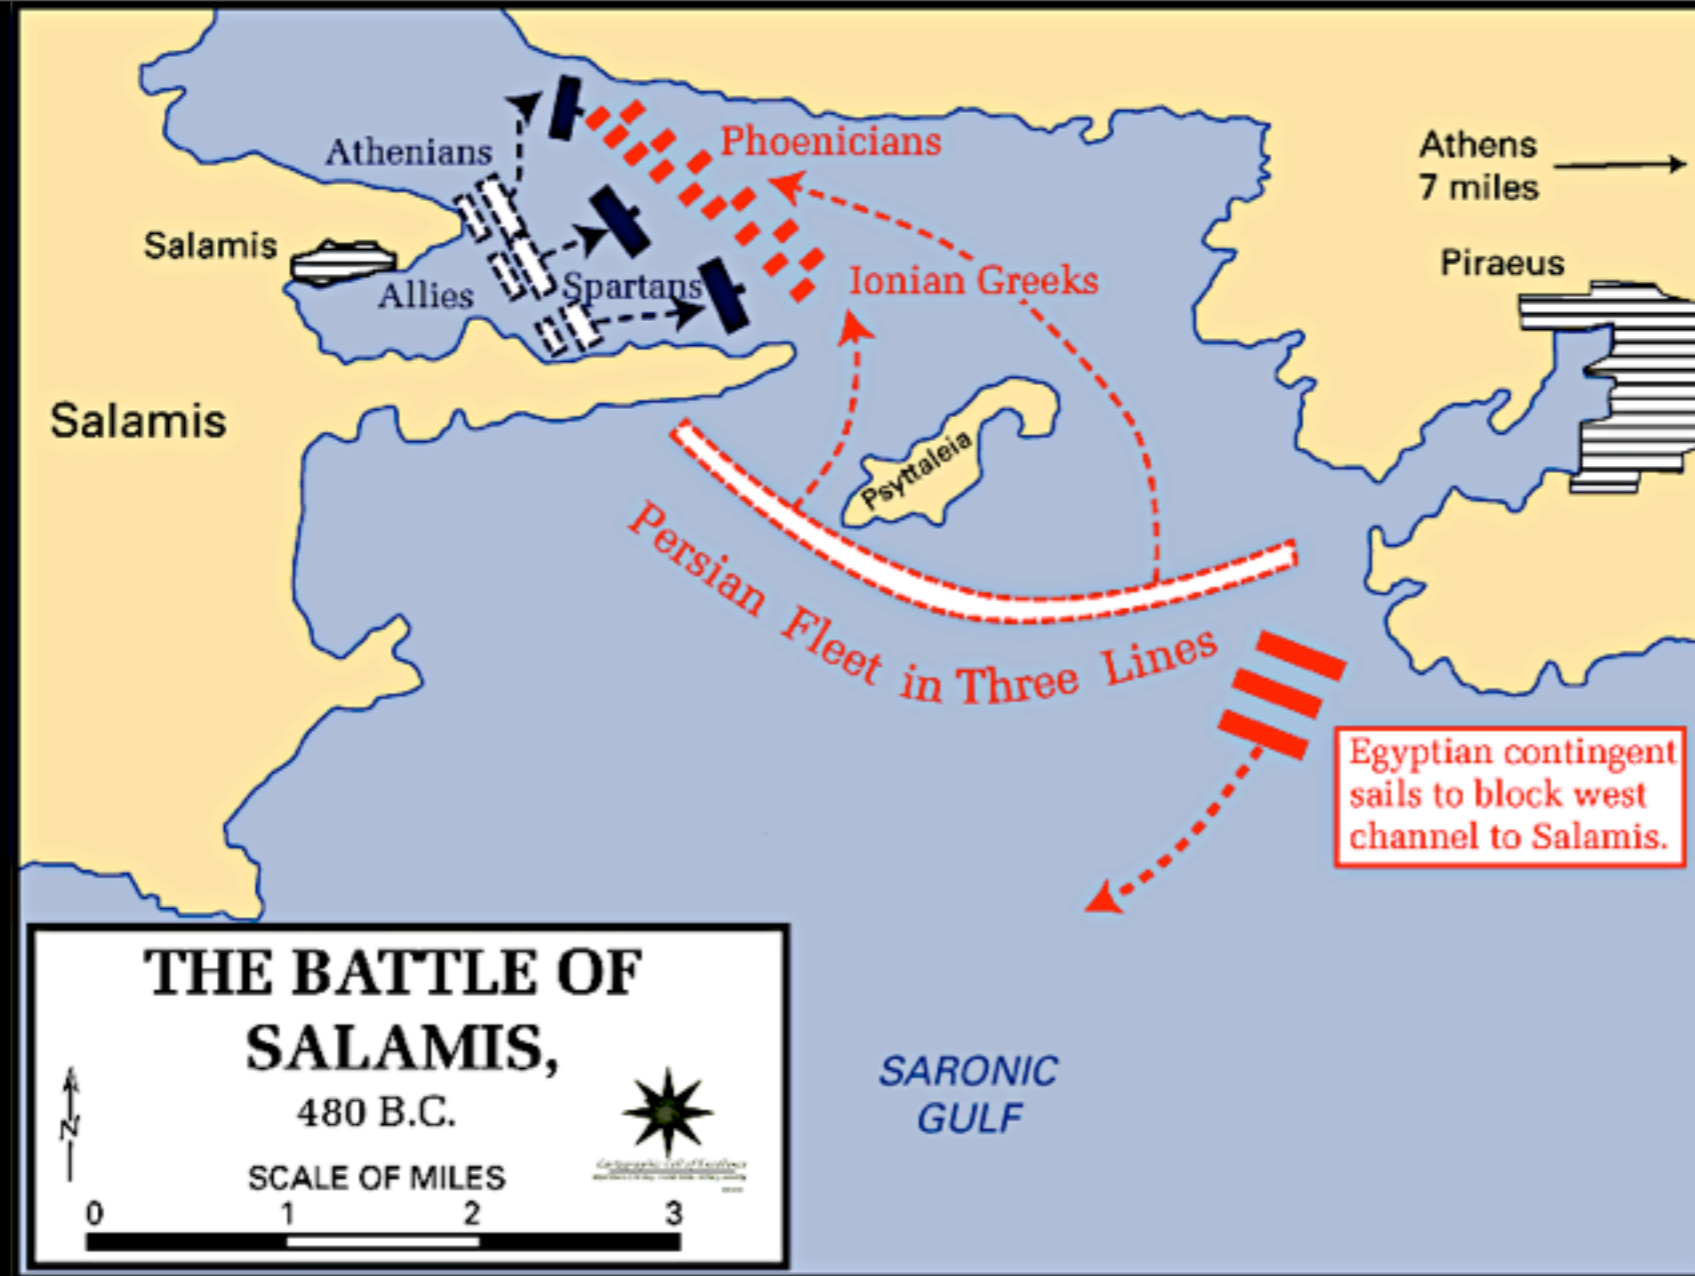 Athenians
Phoenicians
Athens
7 miles
Salamis
Allies
Spartans
Ionian Greeks
Piraeus
Salamis
Psyttaleia
Persian Fleet in Three Lines
Egyptian contingent
sails to block west
channel to Salamis.
THE BATTLE OF
SALAMIS,
480 B.C.
N
SCALE OF MILES
0 1 2 3
SARONIC
GULF